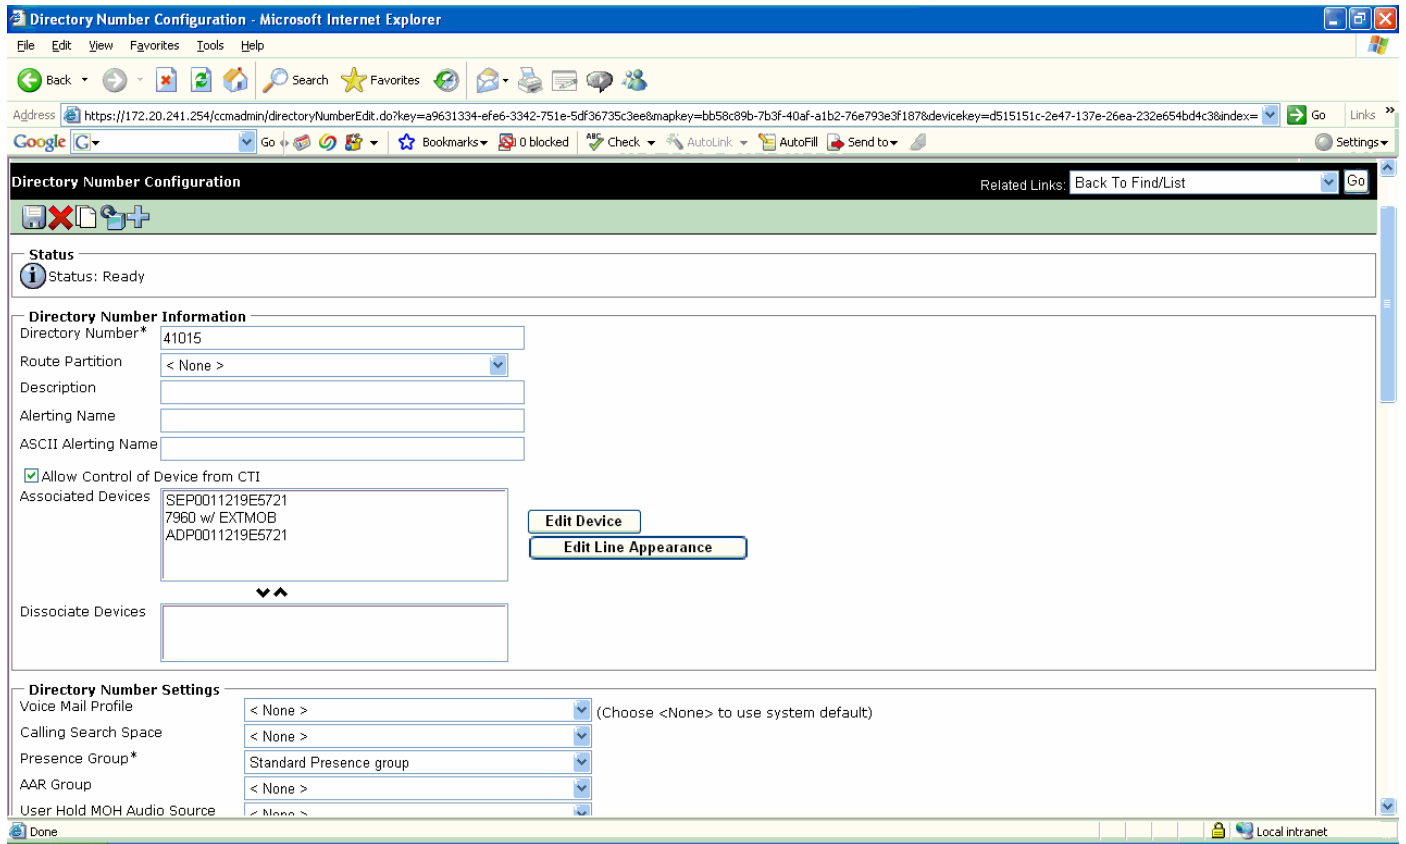 Directory Number Configuration - Microsoft Internet Explorer
File Edit View Favorites Tools Help
Back Search Favorites
Address https://172.20.241.254/ccmadmin/directoryNumberEdit.do?key=a9631334-efe6-3342-751e-5df36735c3ee&mapkey=bb58c89b-7b3f-40af-a1b2-76e793e3f187&devicekey=d515151c-2e47-137e-26ea-232e654bd4c3&index= Go Links »
Google G Go Bookmarks 0 blocked ABC Check AutoLink AutoFill Send to Settings
Directory Number Configuration Related Links: Back To Find/List Go
Status
i Status: Ready
Directory Number Information
Directory Number* 41015
Route Partition < None >
Description
Alerting Name
ASCII Alerting Name
Allow Control of Device from CTI
Associated Devices SEP0011219E5721
7960 w/ EXTMOB
ADP0011219E5721
Edit Device
Edit Line Appearance
Dissociate Devices
Directory Number Settings
Voice Mail Profile < None > (Choose <None> to use system default)
Calling Search Space < None >
Presence Group* Standard Presence group
AAR Group < None >
User Hold MOH Audio Source < None >
Done Local intranet